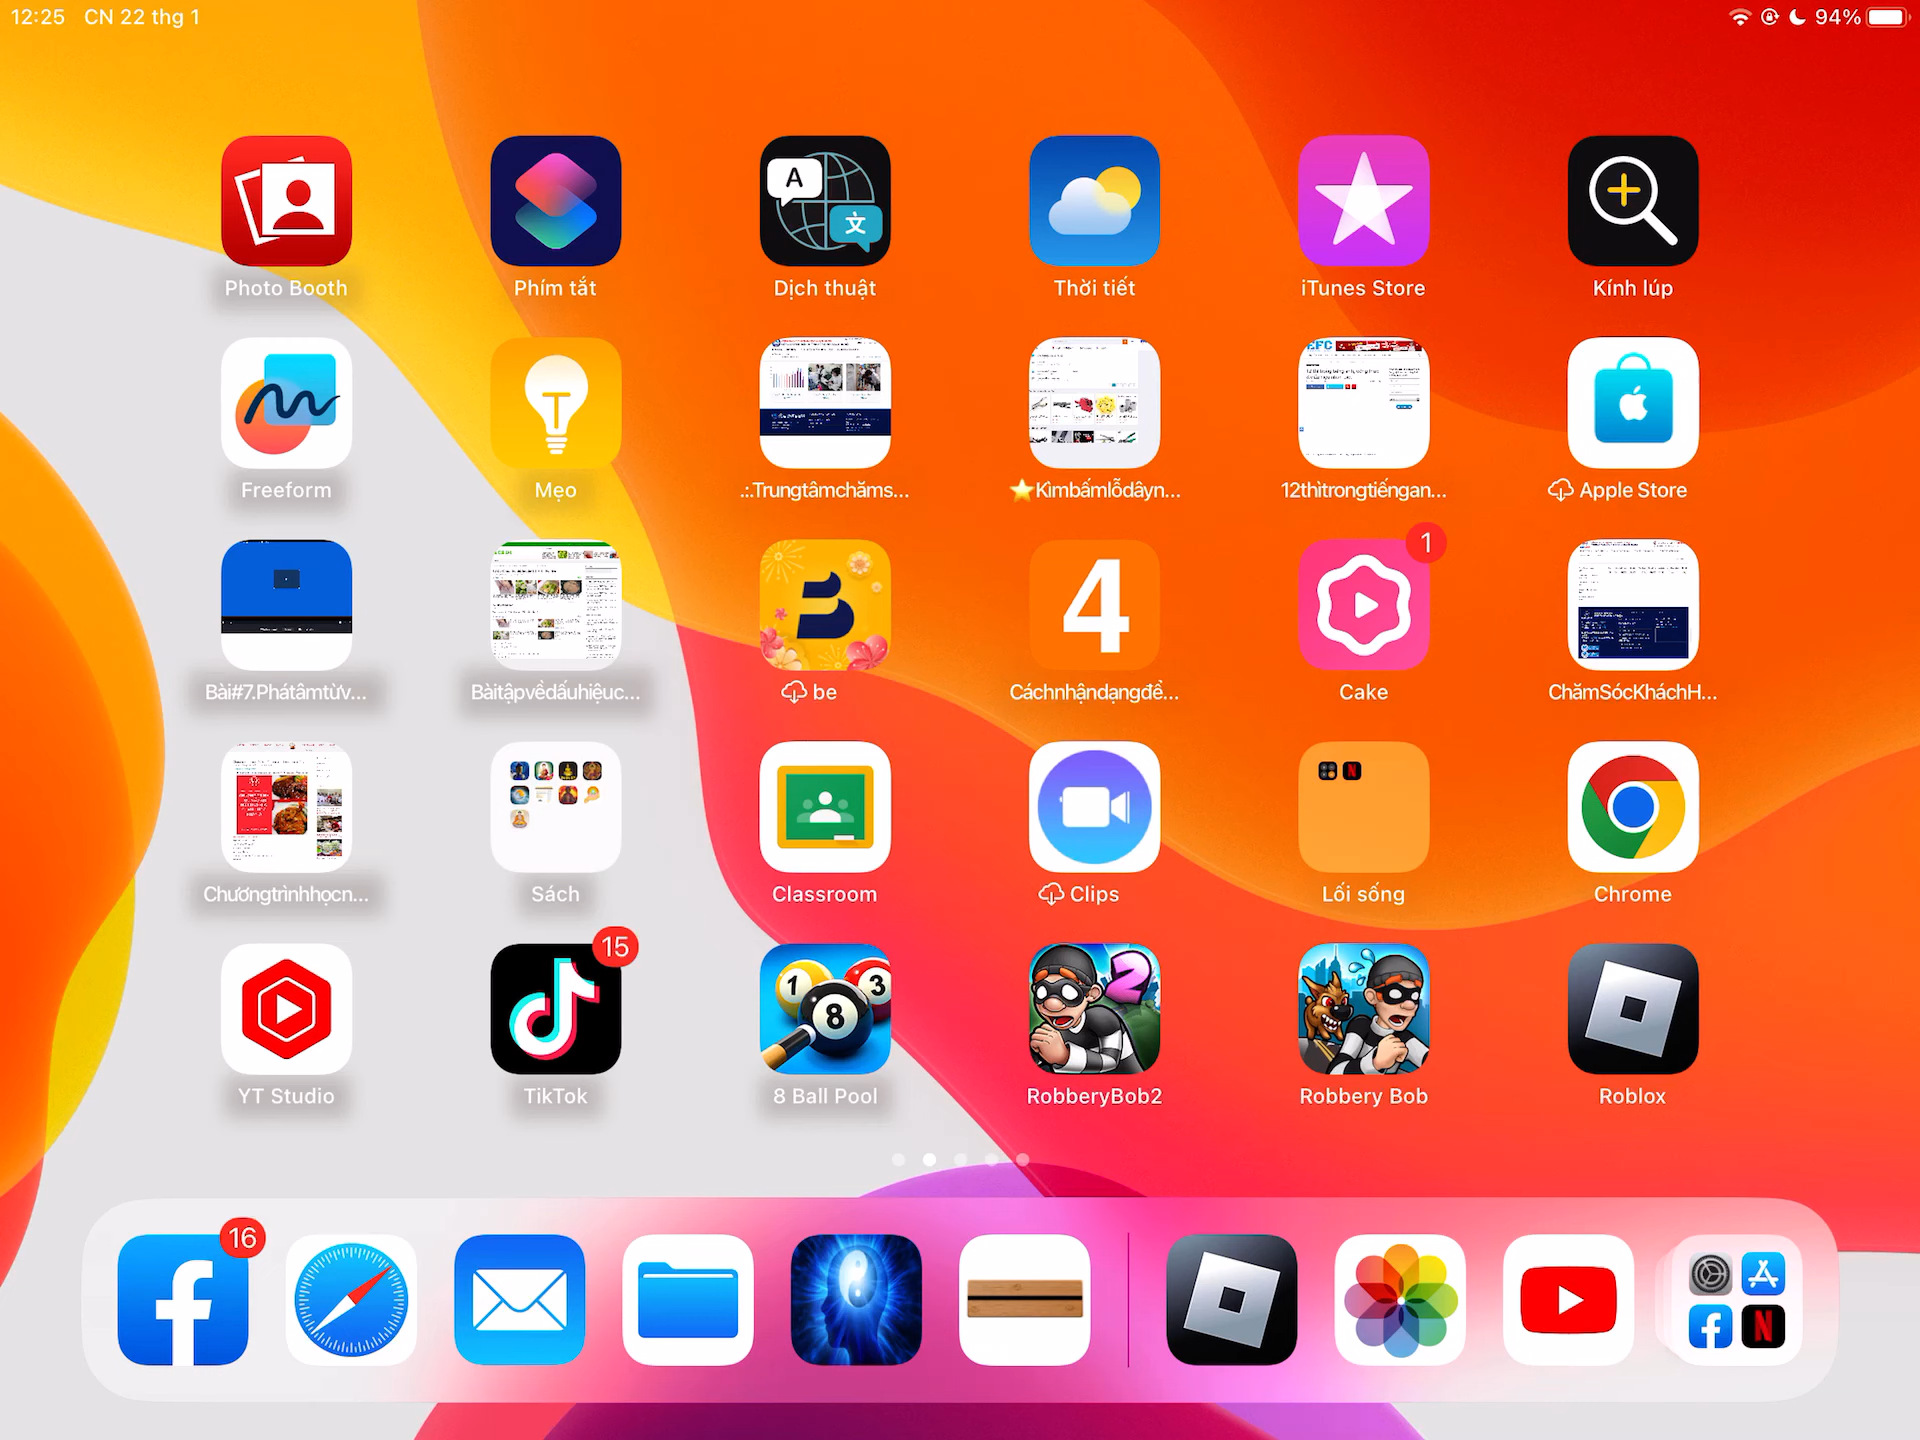 12:25 CN 22 thg 1
94%
Photo Booth
Phím tắt
Dịch thuật
Thời tiết
iTunes Store
Kính lúp
Freeform
Mẹo
.:.Trungtâmchăms...
⭐Kìmbấmlỗdâyn...
12thìtrongtiếngan...
Apple Store
Bài#7.Phátâmtừv...
Bàitậpvềdấuhiệuc...
be
4
Cáchnhậndạngđể...
1
Cake
ChămSócKháchH...
Chươngtrìnhhọcn...
Sách
Classroom
Clips
Lối sống
Chrome
YT Studio
15
TikTok
8 Ball Pool
RobberyBob2
Robbery Bob
Roblox
16